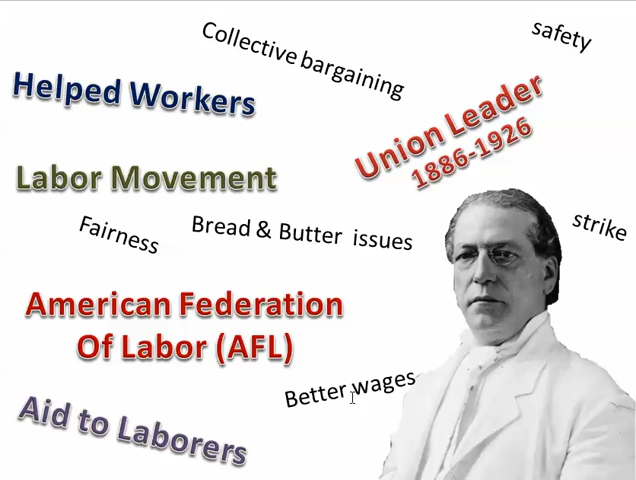 Collective bargaining
safety
Helped Workers
Union Leader
1886-1926
Labor Movement
Fairness
Bread & Butter issues
strike
American Federation
Of Labor (AFL)
Better wages
Aid to Laborers